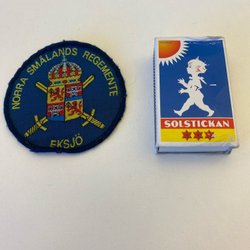 NORRA SMÅLANDS REGEMENTE
EKSJÖ
SOLSTICKAN